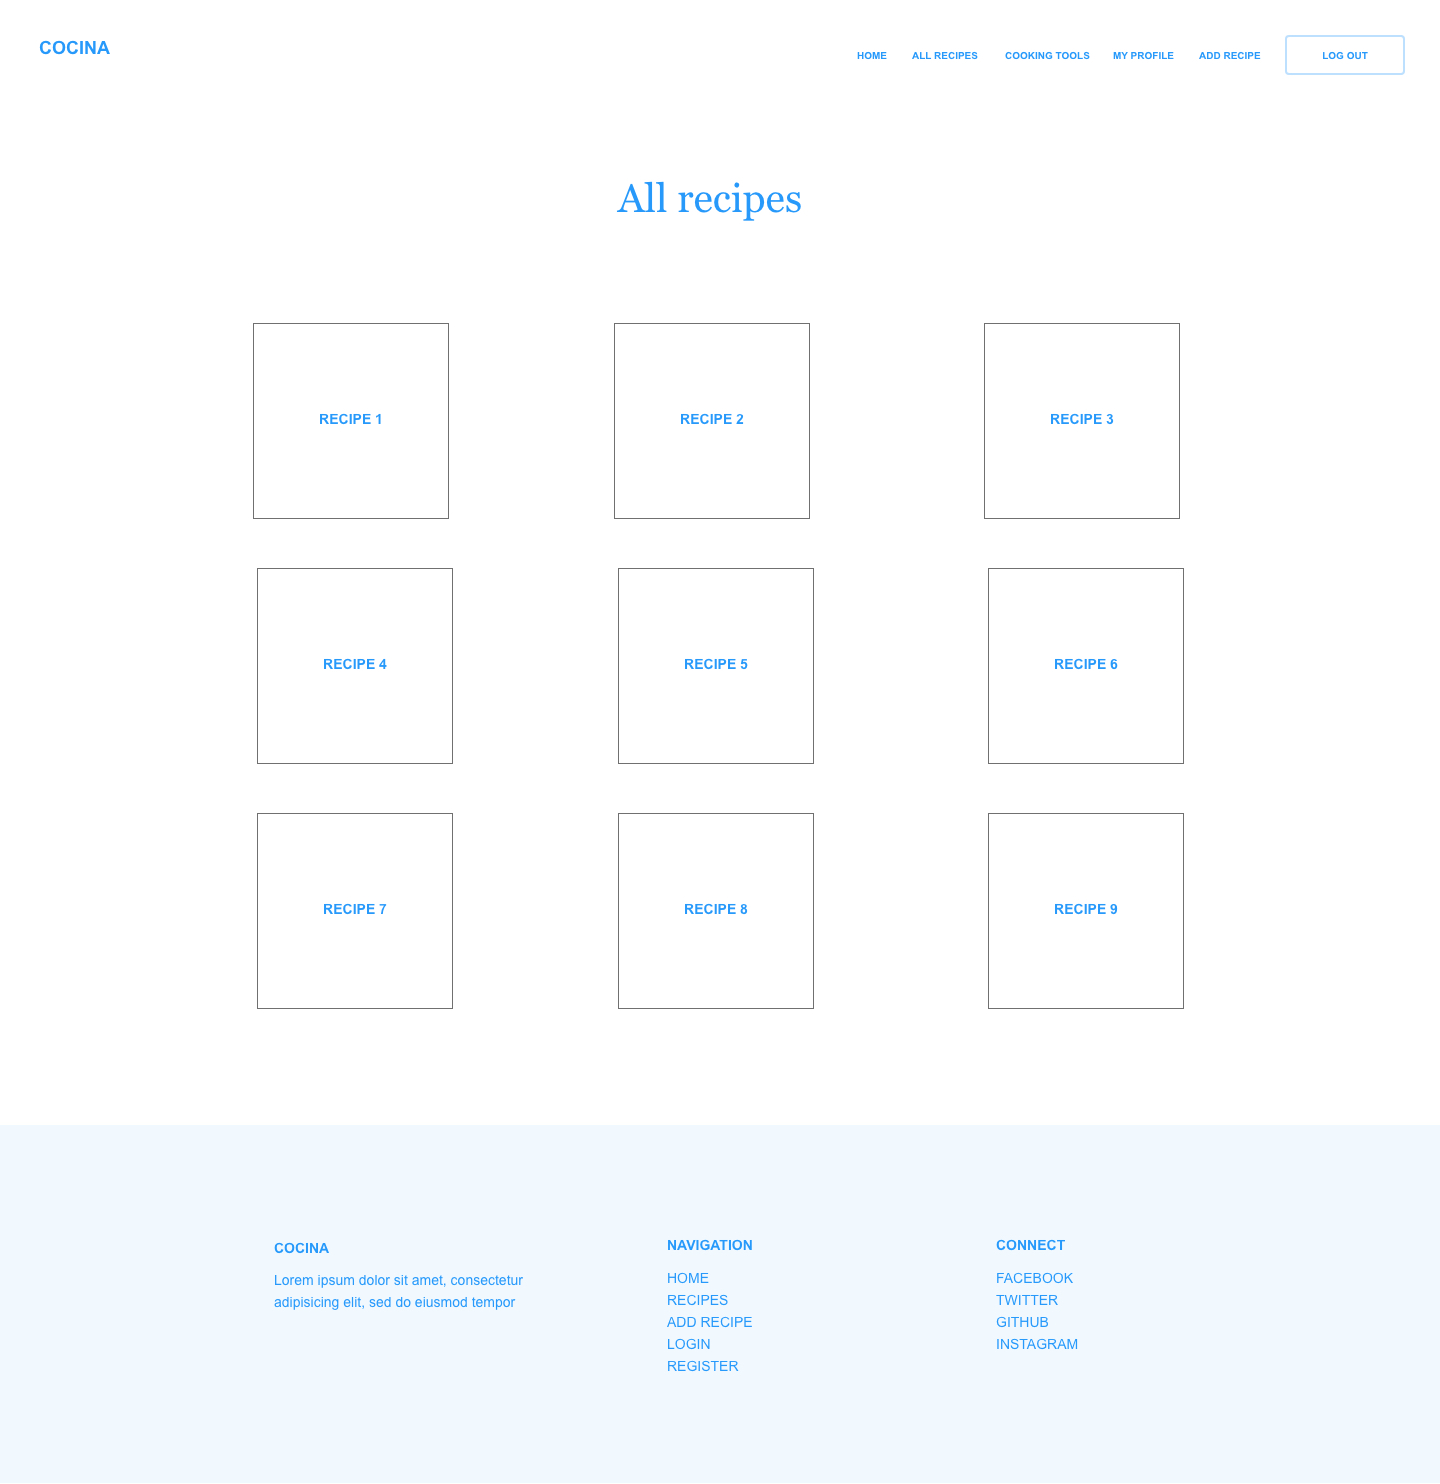 COCINA
HOME ALL RECIPES COOKING TOOLS MY PROFILE ADD RECIPE LOG OUT
All recipes
RECIPE 1
RECIPE 2
RECIPE 3
RECIPE 4
RECIPE 5
RECIPE 6
RECIPE 7
RECIPE 8
RECIPE 9
COCINA
Lorem ipsum dolor sit amet, consectetur
adipisicing elit, sed do eiusmod tempor
NAVIGATION
HOME
RECIPES
ADD RECIPE
LOGIN
REGISTER
CONNECT
FACEBOOK
TWITTER
GITHUB
INSTAGRAM